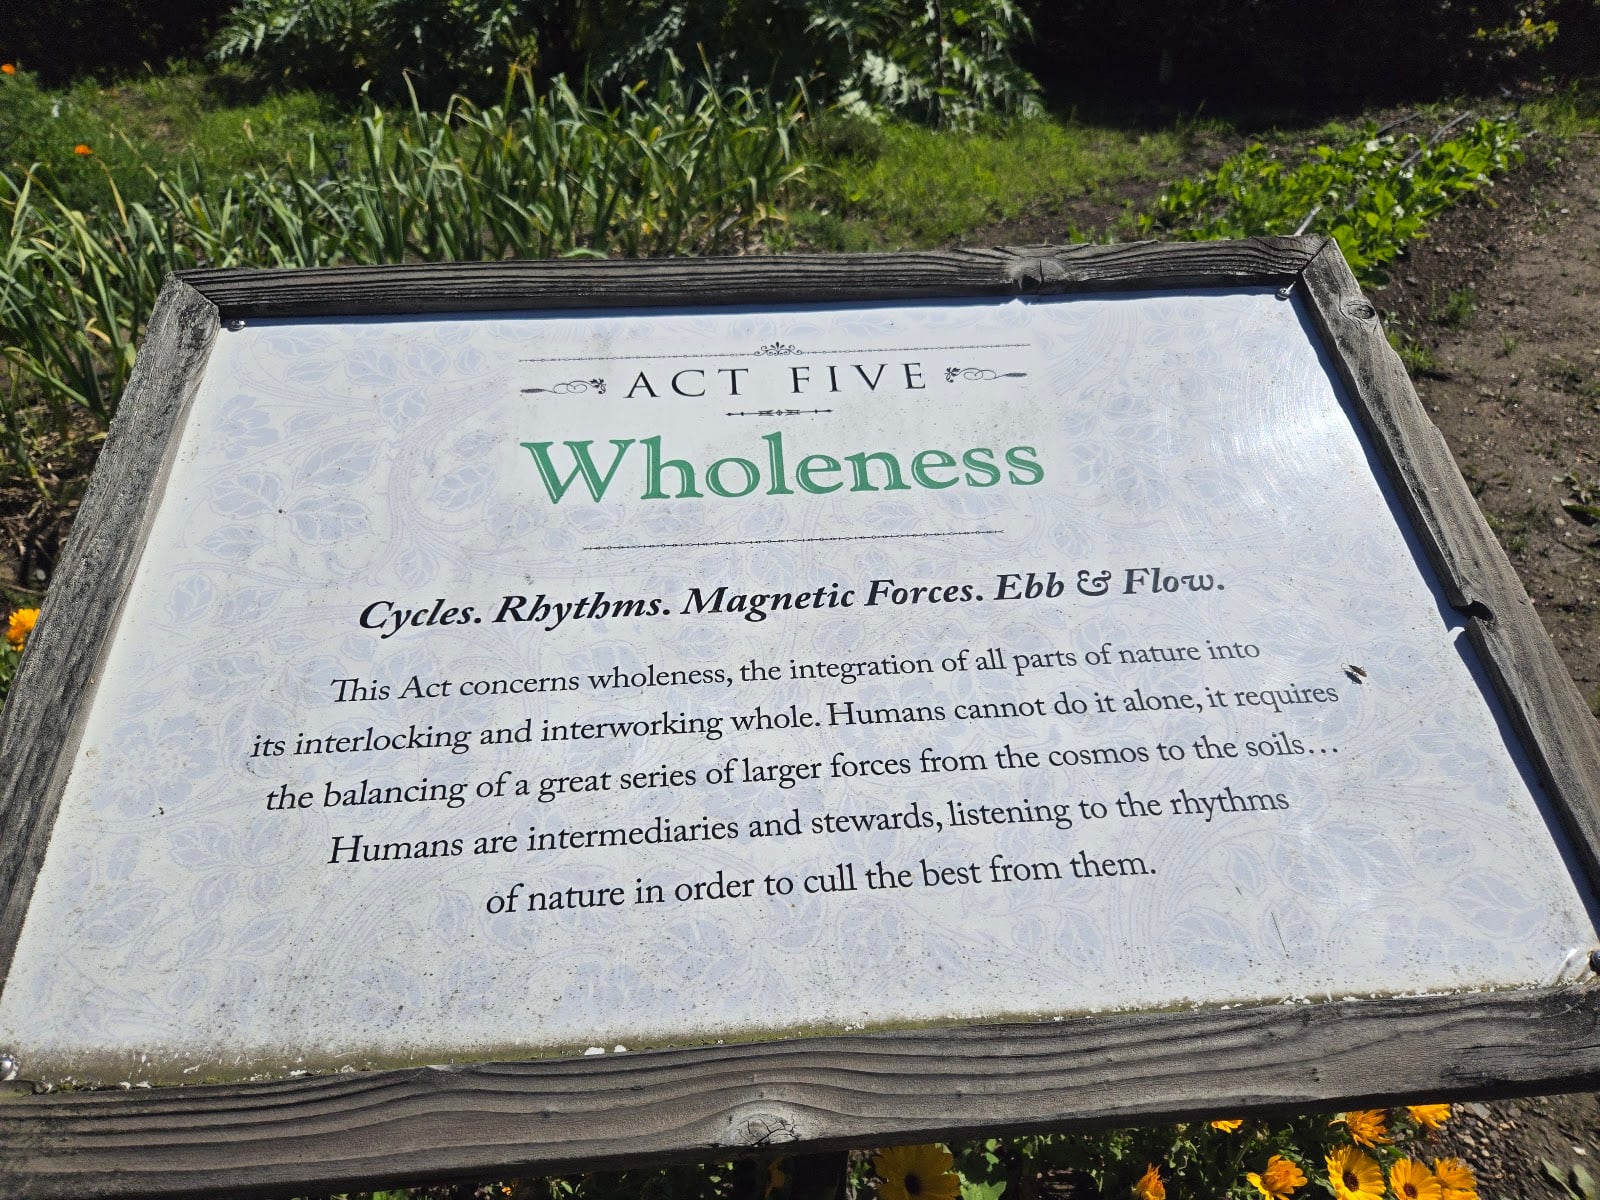 ACT FIVE
Wholeness
Cycles. Rhythms. Magnetic Forces. Ebb & Flow.
This Act concerns wholeness, the integration of all parts of nature into
its interlocking and interworking whole. Humans cannot do it alone, it requires
the balancing of a great series of larger forces from the cosmos to the soils...
Humans are intermediaries and stewards, listening to the rhythms
of nature in order to cull the best from them.